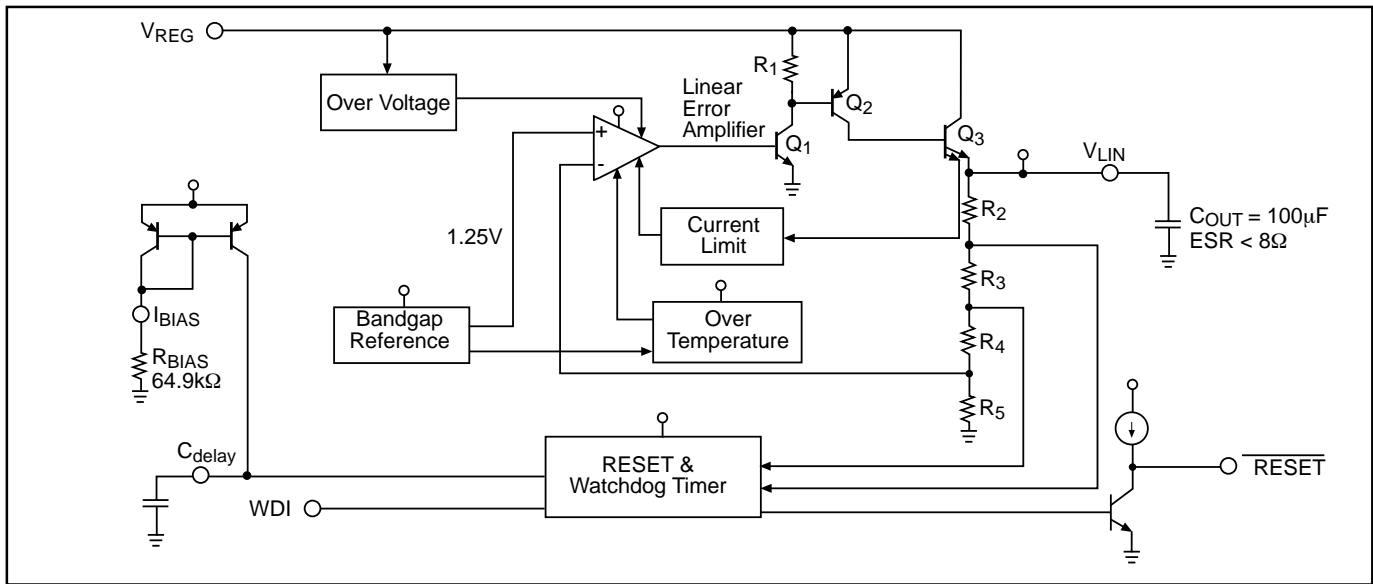 VREG
Over Voltage
Linear
Error
Amplifier
R1
Q2
Q1
Q3
VLIN
+
-
COUT = 100μF
ESR < 8Ω
R2
Current
Limit
1.25V
R3
IBIAS
Bandgap
Reference
Over
Temperature
R4
RBIAS
64.9kΩ
R5
Cdelay
RESET &
Watchdog Timer
RESET
WDI